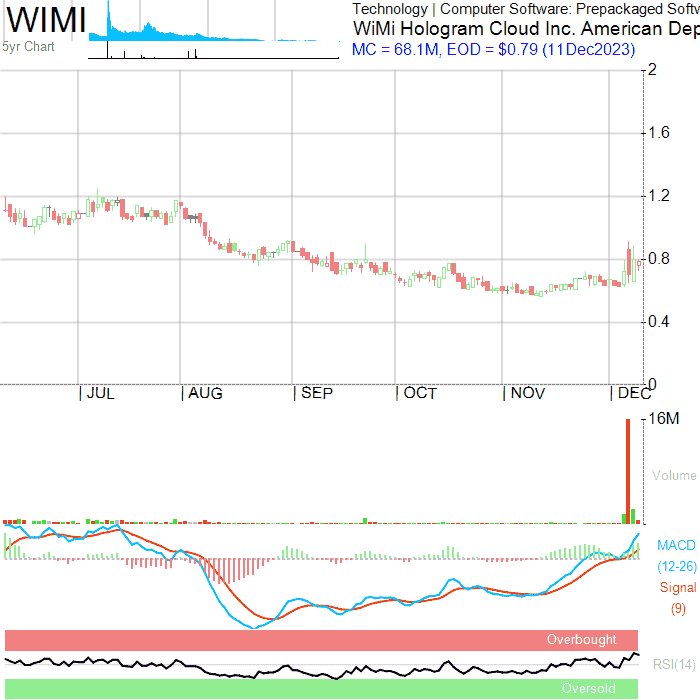 WIMI
5yr Chart
Technology | Computer Software: Prepackaged Softw
WiMi Hologram Cloud Inc. American Dep
MC = 68.1M, EOD = $0.79 (11Dec2023)
2
1.6
1.2
0.8
0.4
0
| JUL | AUG | SEP | OCT | NOV | DEC
16M
Volume
MACD
(12-26)
Signal
(9)
Overbought
RSI(14)
Oversold